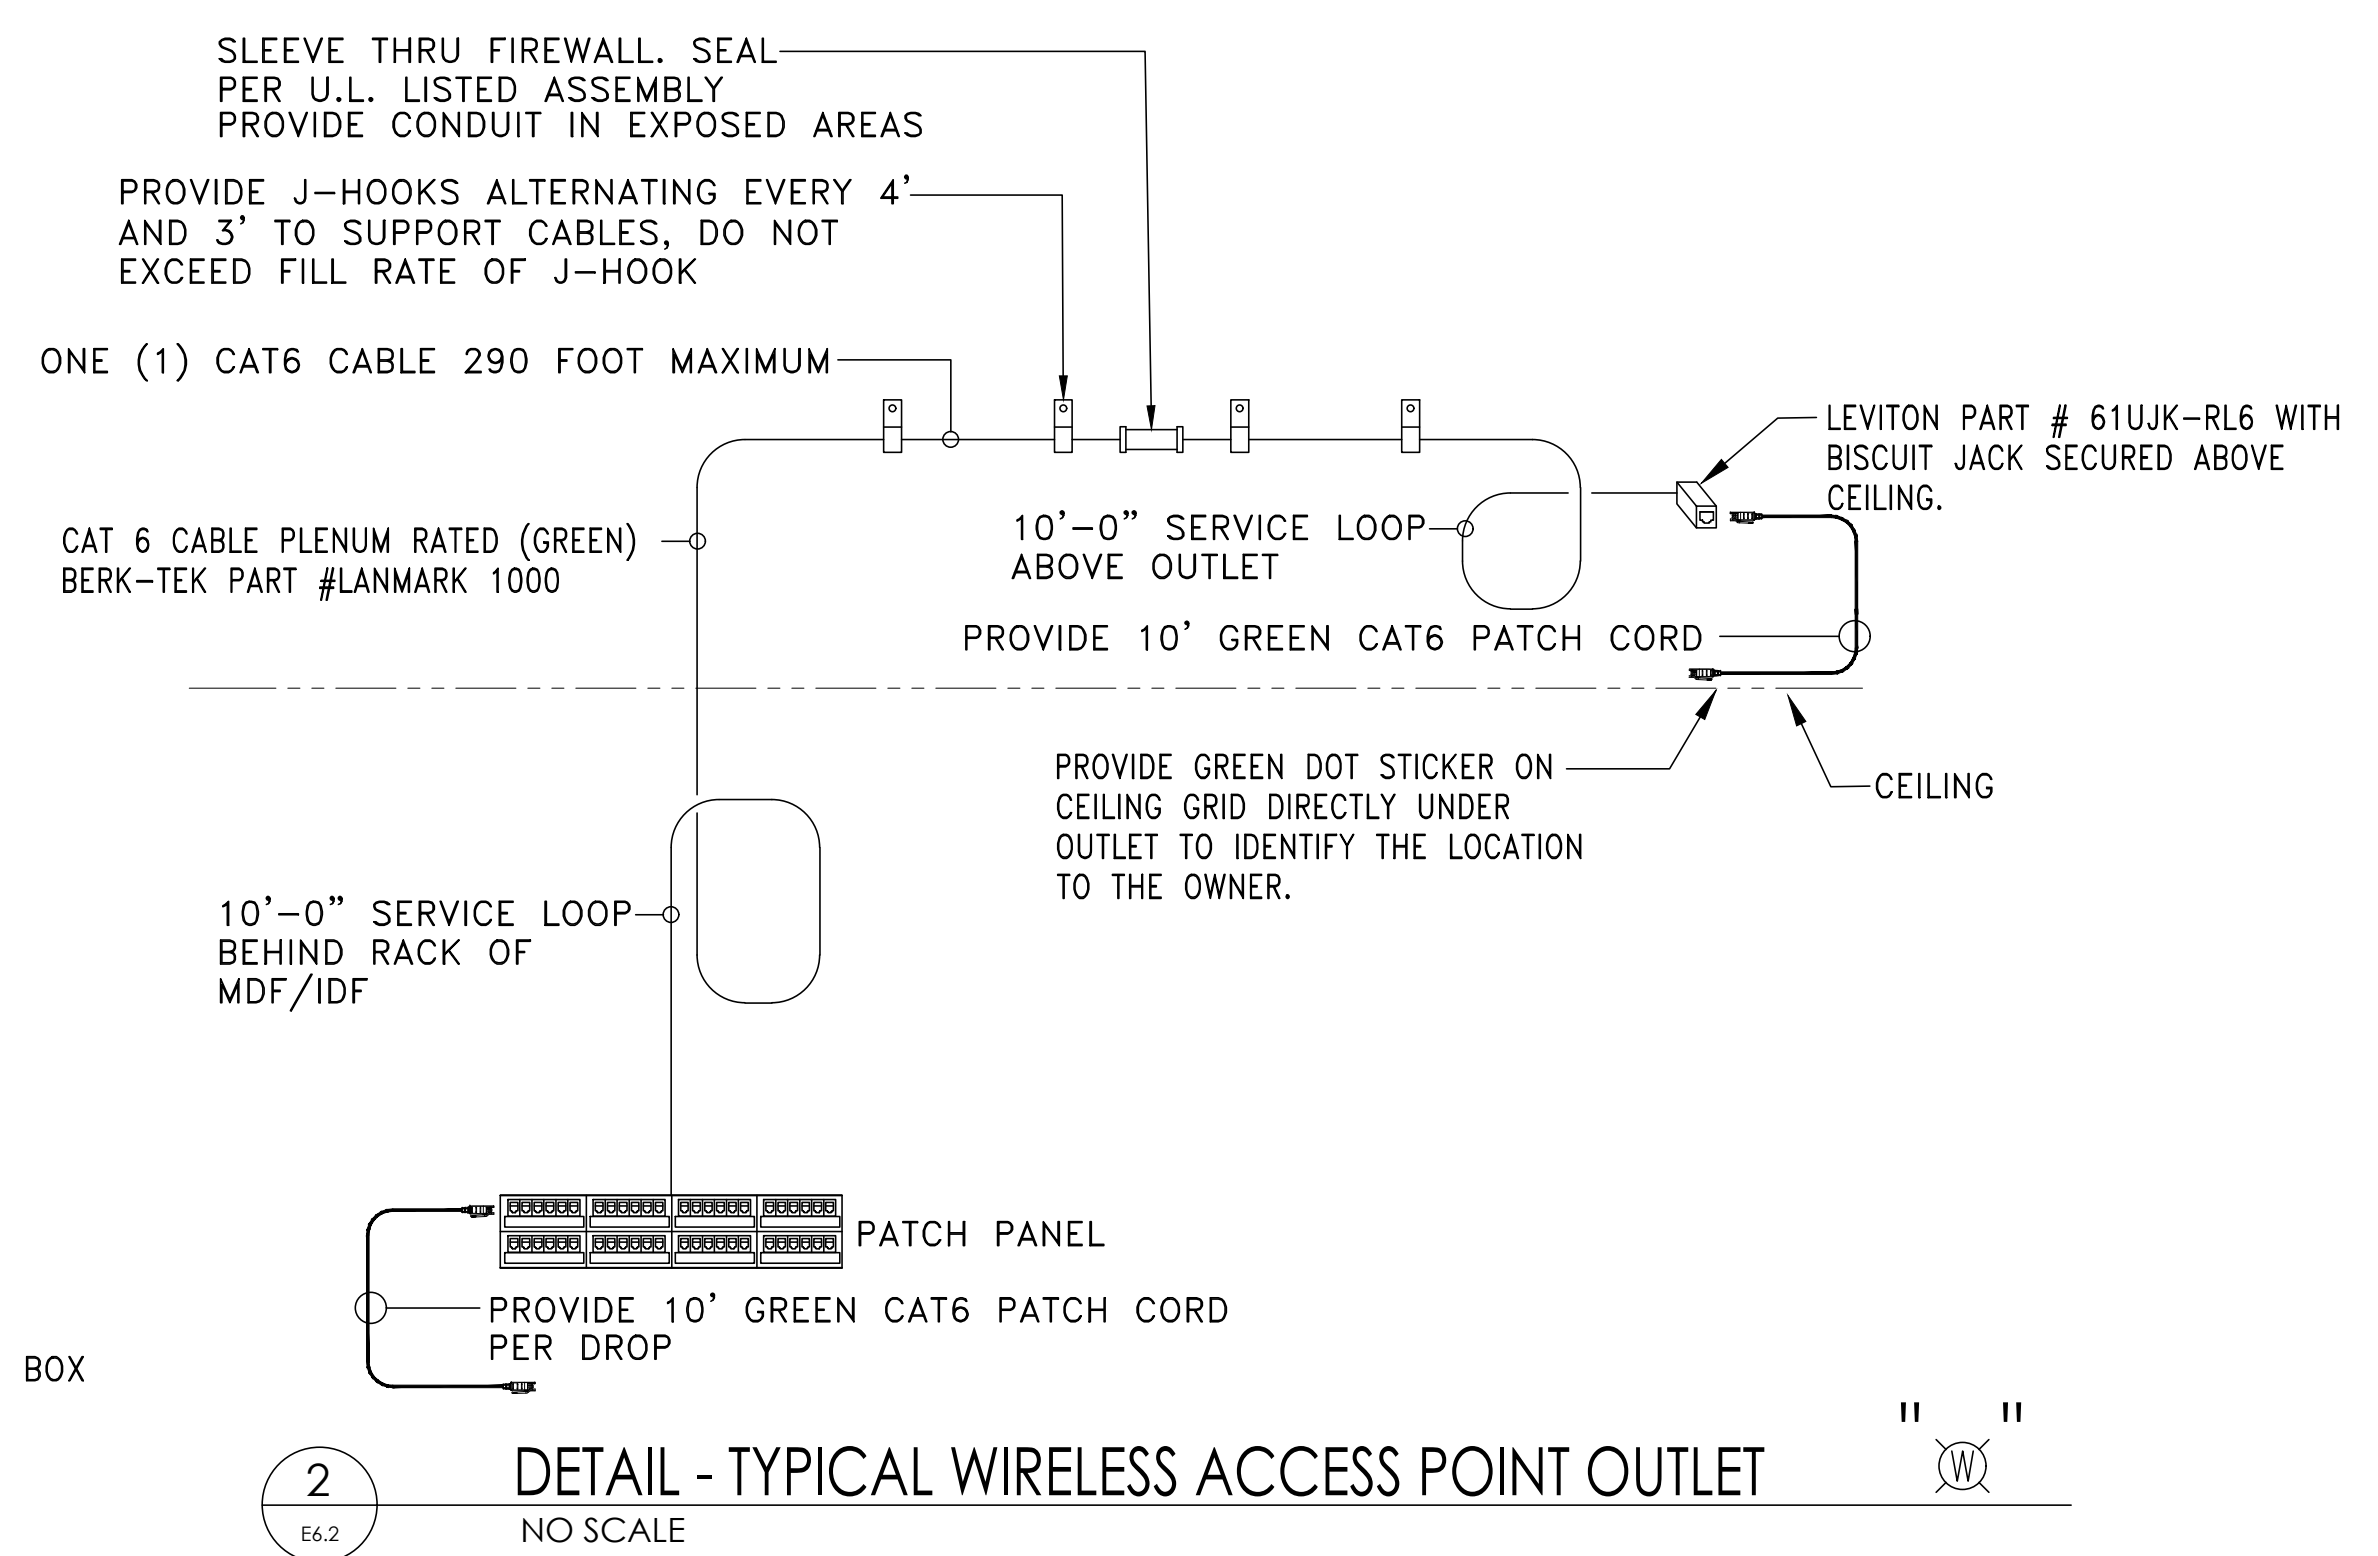 SLEEVE THRU FIREWALL. SEAL
PER U.L. LISTED ASSEMBLY
PROVIDE CONDUIT IN EXPOSED AREAS
PROVIDE J-HOOKS ALTERNATING EVERY 4'
AND 3' TO SUPPORT CABLES, DO NOT
EXCEED FILL RATE OF J-HOOK
ONE (1) CAT6 CABLE 290 FOOT MAXIMUM
LEVITON PART # 61UJK-RL6 WITH
BISCUIT JACK SECURED ABOVE
CEILING.
CAT 6 CABLE PLENUM RATED (GREEN)
BERK-TEK PART #LANMARK 1000
10'-0" SERVICE LOOP
ABOVE OUTLET
PROVIDE 10' GREEN CAT6 PATCH CORD
PROVIDE GREEN DOT STICKER ON
CEILING GRID DIRECTLY UNDER
OUTLET TO IDENTIFY THE LOCATION
TO THE OWNER.
CEILING
10'-0" SERVICE LOOP
BEHIND RACK OF
MDF/IDF
PATCH PANEL
PROVIDE 10' GREEN CAT6 PATCH CORD
PER DROP
BOX
2
E6.2
DETAIL - TYPICAL WIRELESS ACCESS POINT OUTLET
"W"
NO SCALE